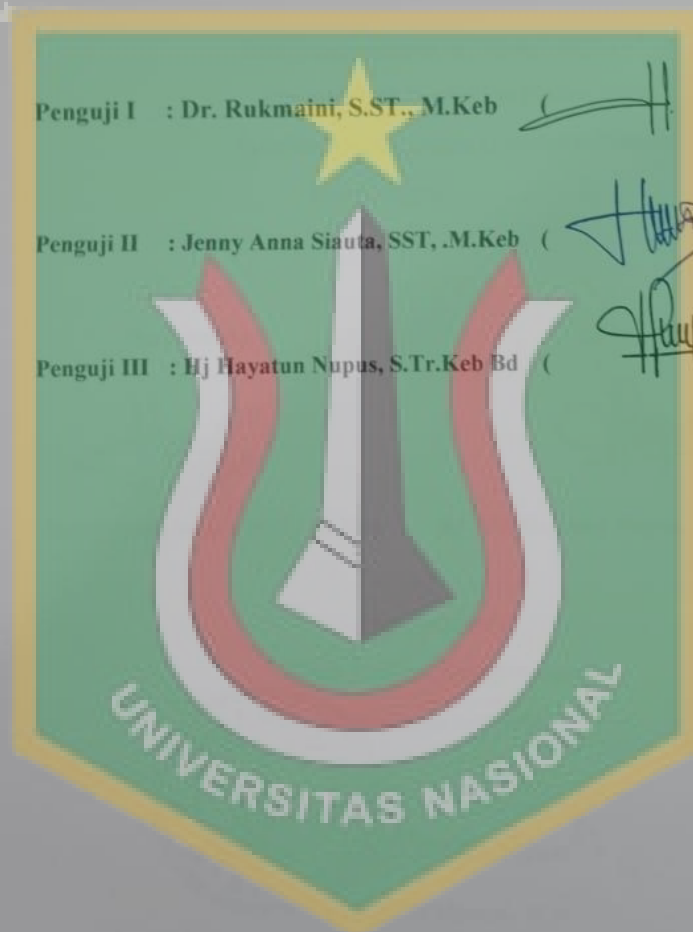 Penguji I : Dr. Rukmaini, S.ST., M.Keb (
Penguji II : Jenny Anna Siauta, SST, .M.Keb (
Penguji III : Hj Hayatun Nupus, S.Tr.Keb Bd (
UNIVERSITAS NASIONAL